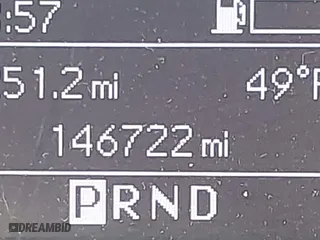 :57
51.2 mi 49°F
146722 mi
PRND
DREAMBID